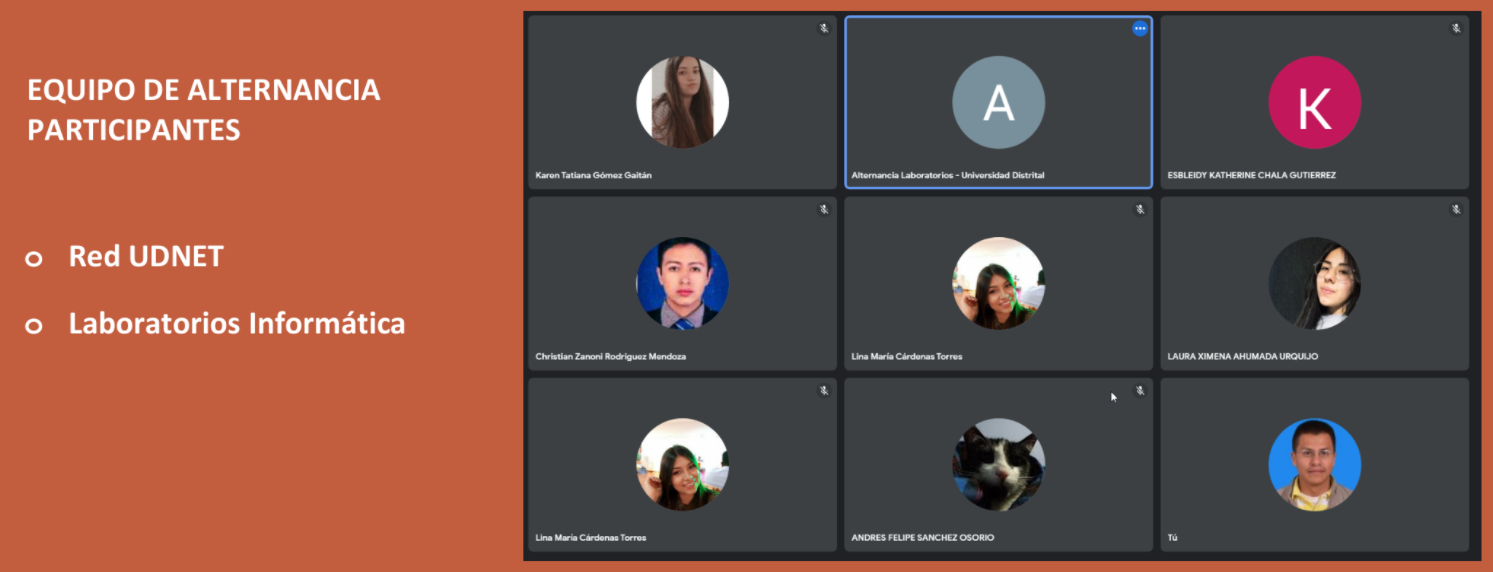 EQUIPO DE ALTERNANCIA
PARTICIPANTES
o Red UDNET
o Laboratorios Informática
A
K
Karen Tatiana Gómez Gaitán
Alternancia Laboratorios - Universidad Distrital
ESBLEIDY KATHERINE CHALA GUTIERREZ
Christian Zanoni Rodriguez Mendoza
Lina María Cárdenas Torres
LAURA XIMENA AHUMADA URQUIJO
Lina María Cárdenas Torres
ANDRES FELIPE SANCHEZ OSORIO
Tú